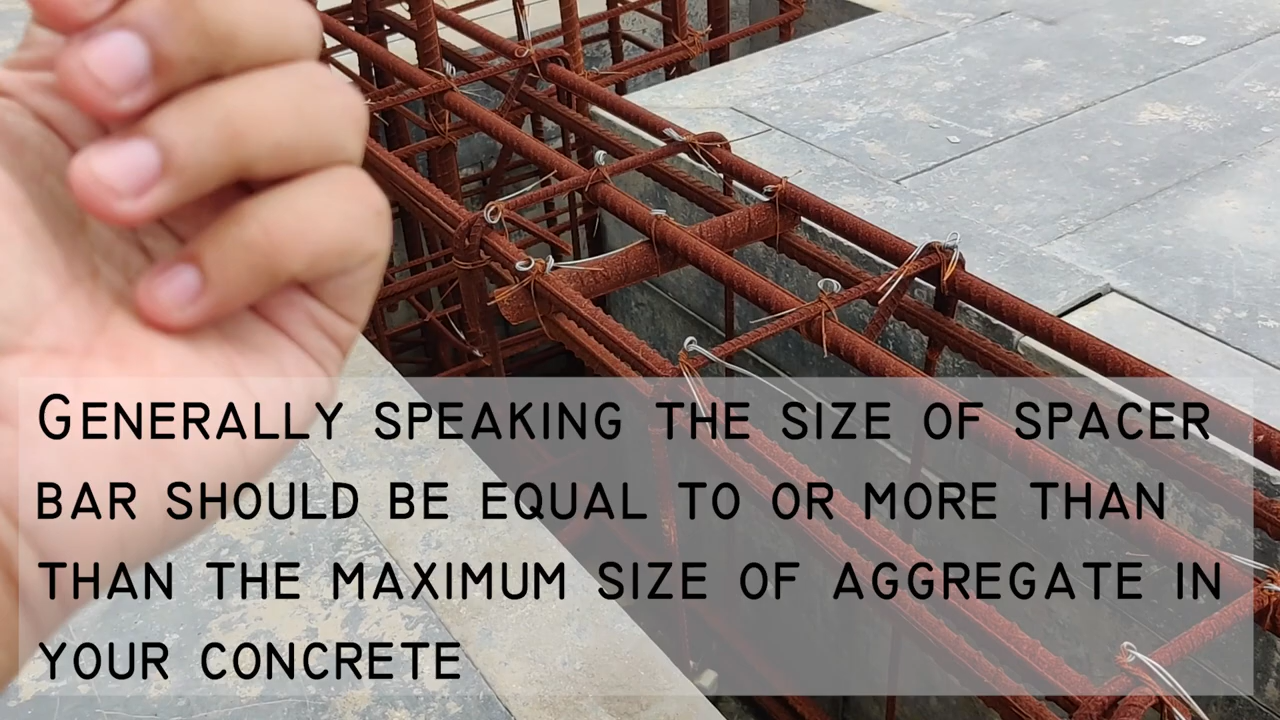 Generally speaking the size of spacer
bar should be equal to or more than
than the maximum size of aggregate in
your concrete